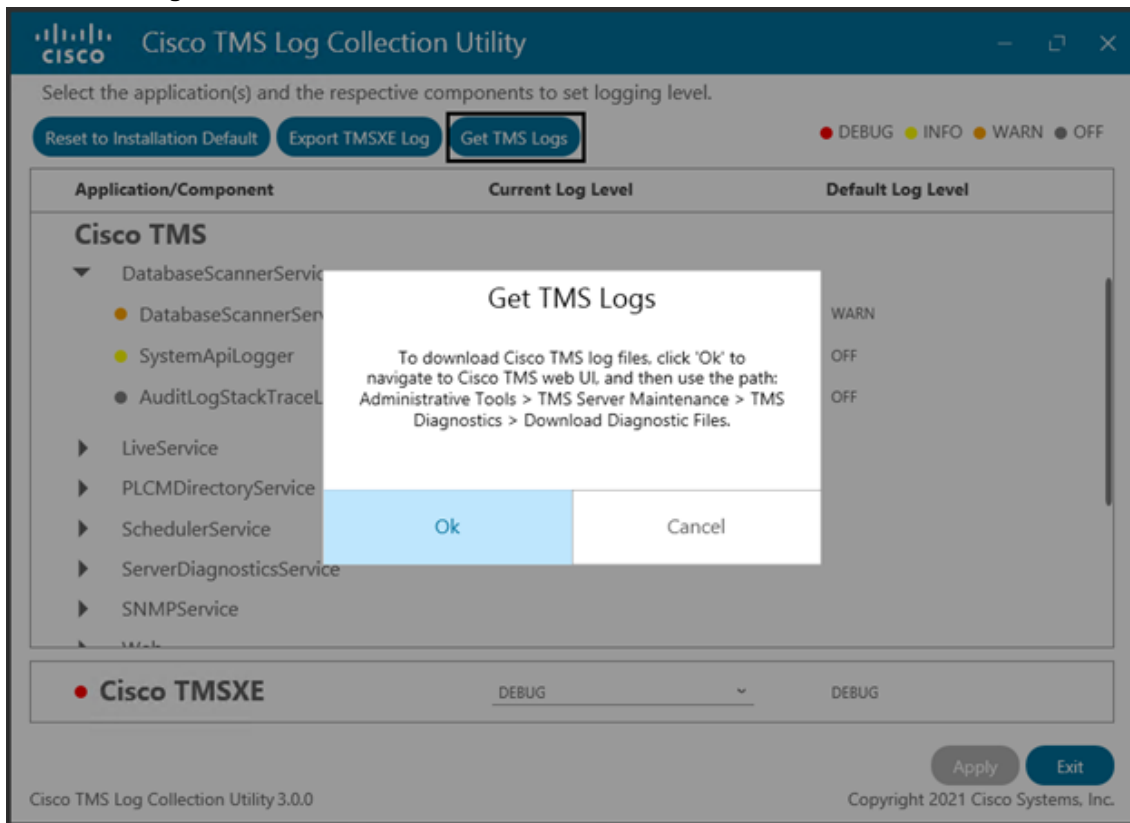 cisco Cisco TMS Log Collection Utility
Select the application(s) and the respective components to set logging level.
Reset to Installation Default Export TMSXE Log Get TMS Logs DEBUG INFO WARN OFF
Application/Component Current Log Level Default Log Level
Cisco TMS
DatabaseScannerServic
DatabaseScannerSer WARN
SystemApiLogger OFF
AuditLogStackTraceL OFF
Get TMS Logs
To download Cisco TMS log files, click 'Ok' to
navigate to Cisco TMS web UI, and then use the path:
Administrative Tools > TMS Server Maintenance > TMS
Diagnostics > Download Diagnostic Files.
Ok Cancel
LiveService
PLCMDirectoryService
SchedulerService
ServerDiagnosticsService
SNMPService
Cisco TMSXE DEBUG DEBUG
Apply Exit
Cisco TMS Log Collection Utility 3.0.0 Copyright 2021 Cisco Systems, Inc.